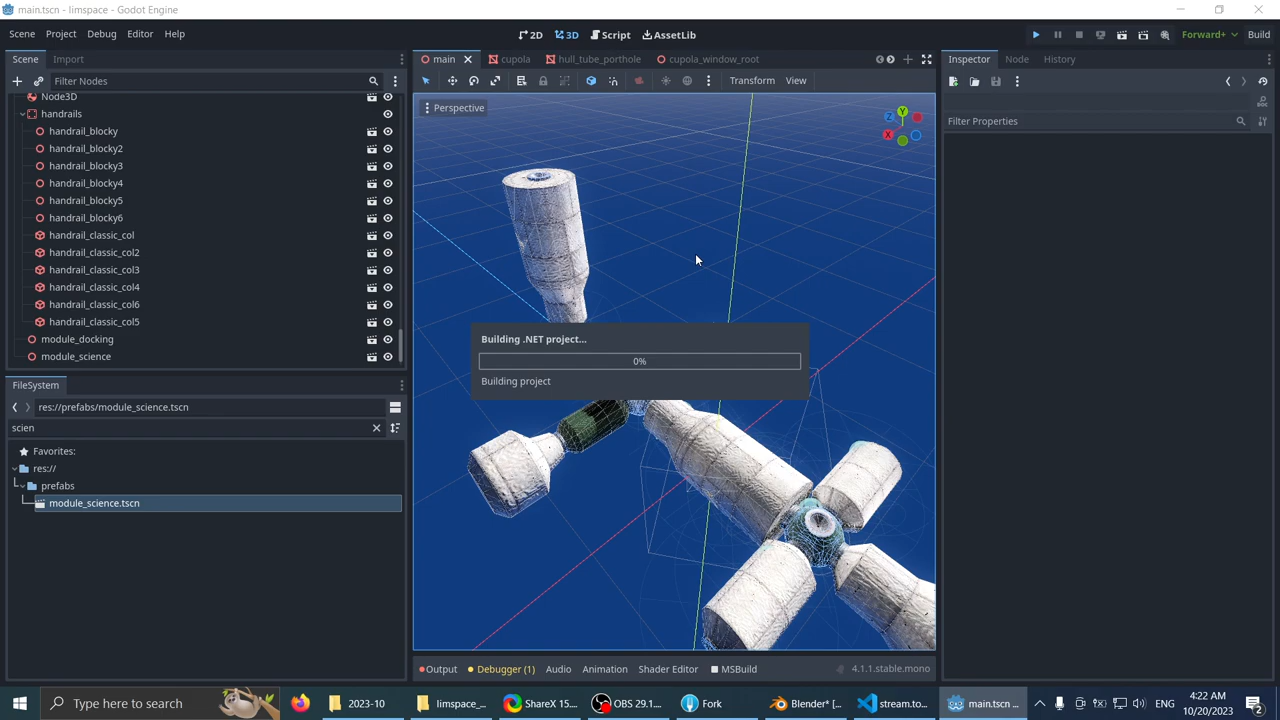 main.tscn - limspace - Godot Engine
Scene Project Debug Editor Help
2D 3D Script AssetLib
Forward+ Build
Scene Import
main cupola hull_tube_porthole cupola_window_root
Inspector Node History
Filter Nodes
Transform View
Perspective
Filter Properties
Node3D
handrails
handrail_blocky
handrail_blocky2
handrail_blocky3
handrail_blocky4
handrail_blocky5
handrail_blocky6
handrail_classic_col
handrail_classic_col2
handrail_classic_col3
handrail_classic_col4
handrail_classic_col6
handrail_classic_col5
module_docking
module_science
Y
Z
X
Building .NET project...
0%
Building project
FileSystem
res://prefabs/module_science.tscn
scien
Favorites:
res://
prefabs
module_science.tscn
Output Debugger (1) Audio Animation Shader Editor MSBuild 4.1.1.stable.mono
Type here to search
2023-10
limspace_...
ShareX 15....
OBS 29.1....
Fork
Blender* [...
stream.to...
main.tscn ...
ENG
4:22 AM
10/20/2023
2